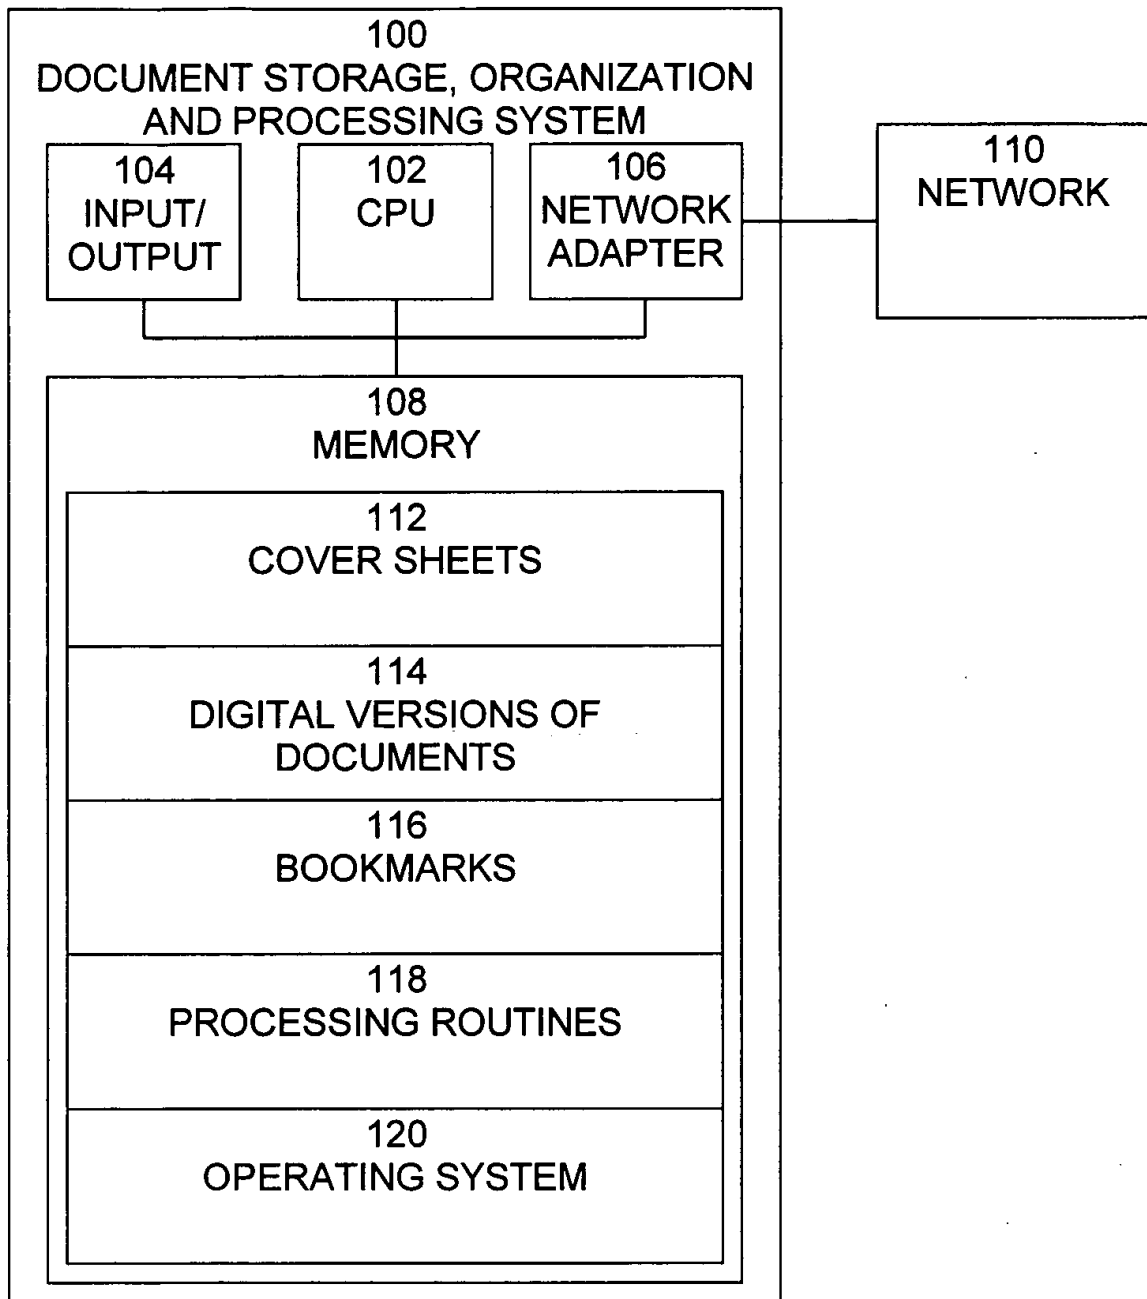 100
DOCUMENT STORAGE, ORGANIZATION
AND PROCESSING SYSTEM
104
INPUT/
OUTPUT
102
CPU
106
NETWORK
ADAPTER
110
NETWORK
108
MEMORY
112
COVER SHEETS
114
DIGITAL VERSIONS OF
DOCUMENTS
116
BOOKMARKS
118
PROCESSING ROUTINES
120
OPERATING SYSTEM